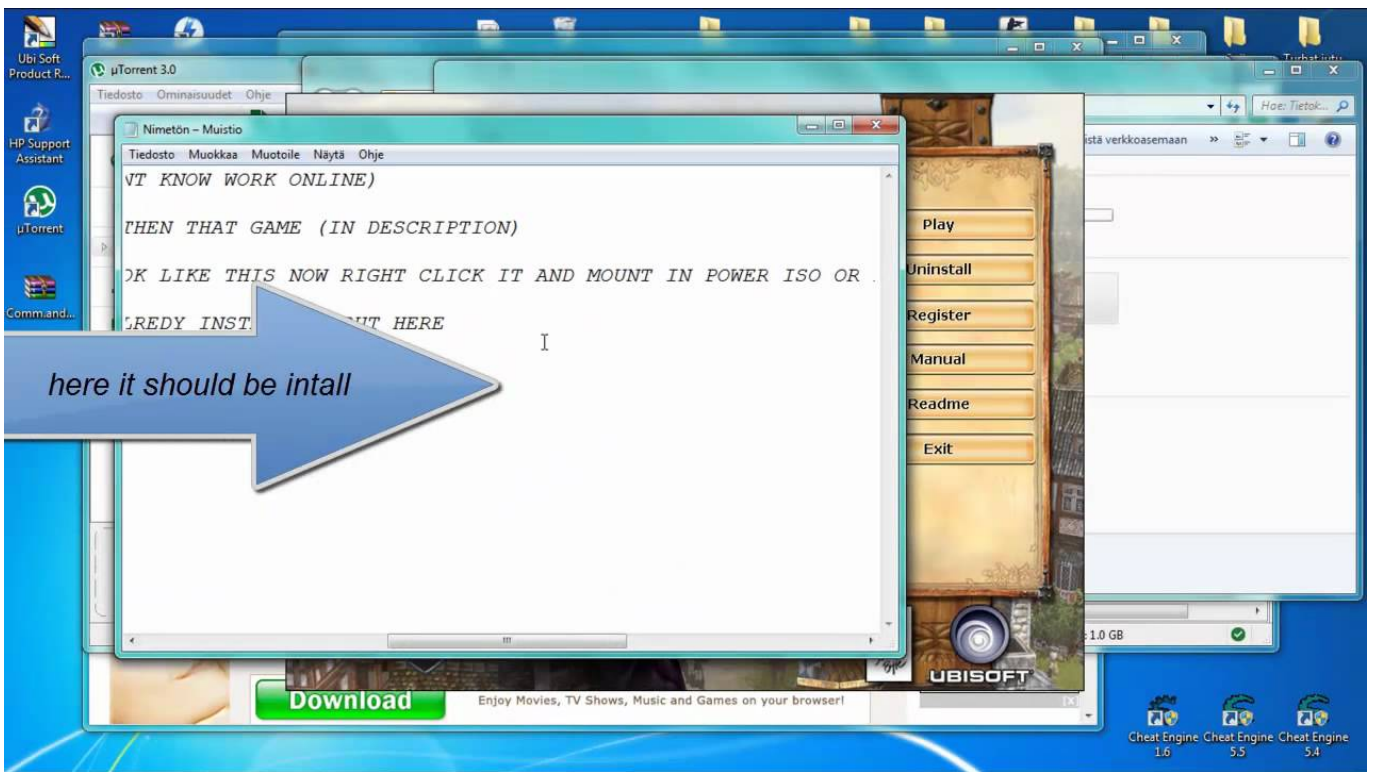 Ubi Soft
Product R...
HP Support
Assistant
µTorrent
Comm.and...
µTorrent 3.0
Tiedosto Ominaisuudet Ohje
Hae: Tietok...
istä verkkoasemaan
Nimetön – Muistio
Tiedosto Muokkaa Muotoile Näytä Ohje
NT KNOW WORK ONLINE)
THEN THAT GAME (IN DESCRIPTION)
OK LIKE THIS NOW RIGHT CLICK IT AND MOUNT IN POWER ISO OR
LREDY INST
UT HERE
here it should be intall
Play
Uninstall
Register
Manual
Readme
Exit
UBISOFT
1.0 GB
Download
Enjoy Movies, TV Shows, Music and Games on your browser!
Cheat Engine
1.6
Cheat Engine
5.5
Cheat Engine
5.4